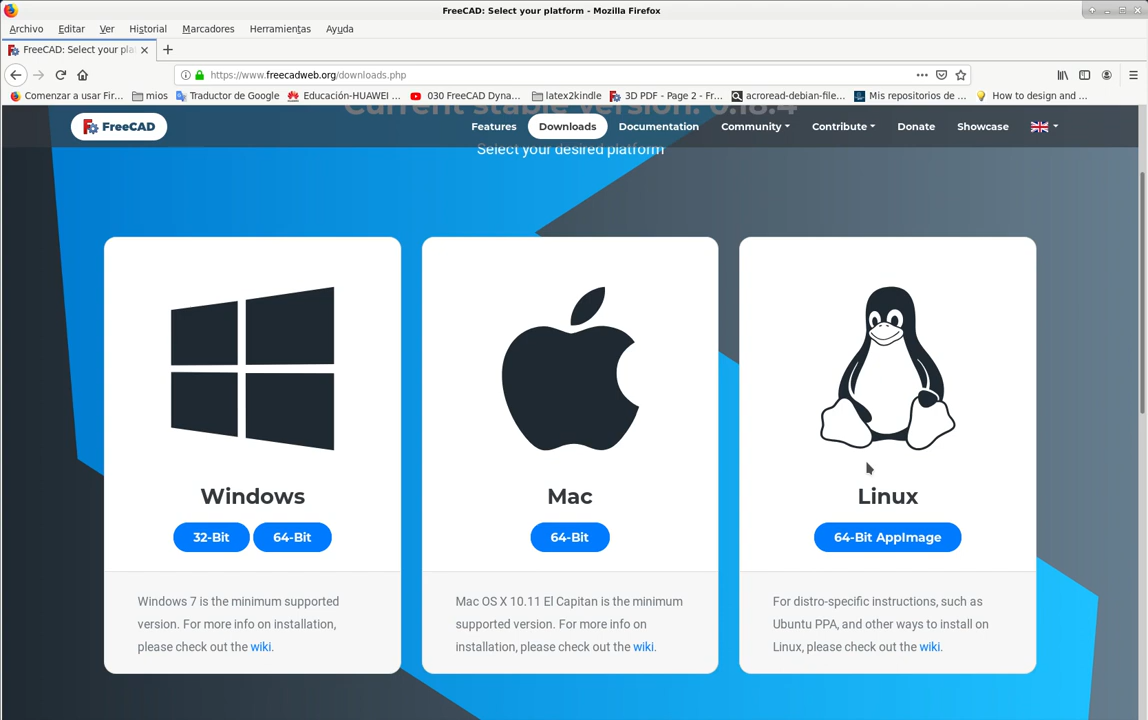 FreeCAD: Select your platform - Mozilla Firefox
Archivo Editar Ver Historial Marcadores Herramientas Ayuda
FreeCAD: Select your pla
https://www.freecadweb.org/downloads.php
Comenzar a usar Fir... mios Traductor de Google Educación-HUAWEI ... 030 FreeCAD Dyna... latex2kindle 3D PDF - Page 2 - Fr... acroread-debian-file... Mis repositorios de ... How to design and ...
Current stable version: 0.18.4
FreeCAD Features Downloads Documentation Community Contribute Donate Showcase
Select your desired platform
Windows
32-Bit 64-Bit
Windows 7 is the minimum supported
version. For more info on installation,
please check out the wiki.
Mac
64-Bit
Mac OS X 10.11 El Capitan is the minimum
supported version. For more info on
installation, please check out the wiki.
Linux
64-Bit AppImage
For distro-specific instructions, such as
Ubuntu PPA, and other ways to install on
Linux, please check out the wiki.